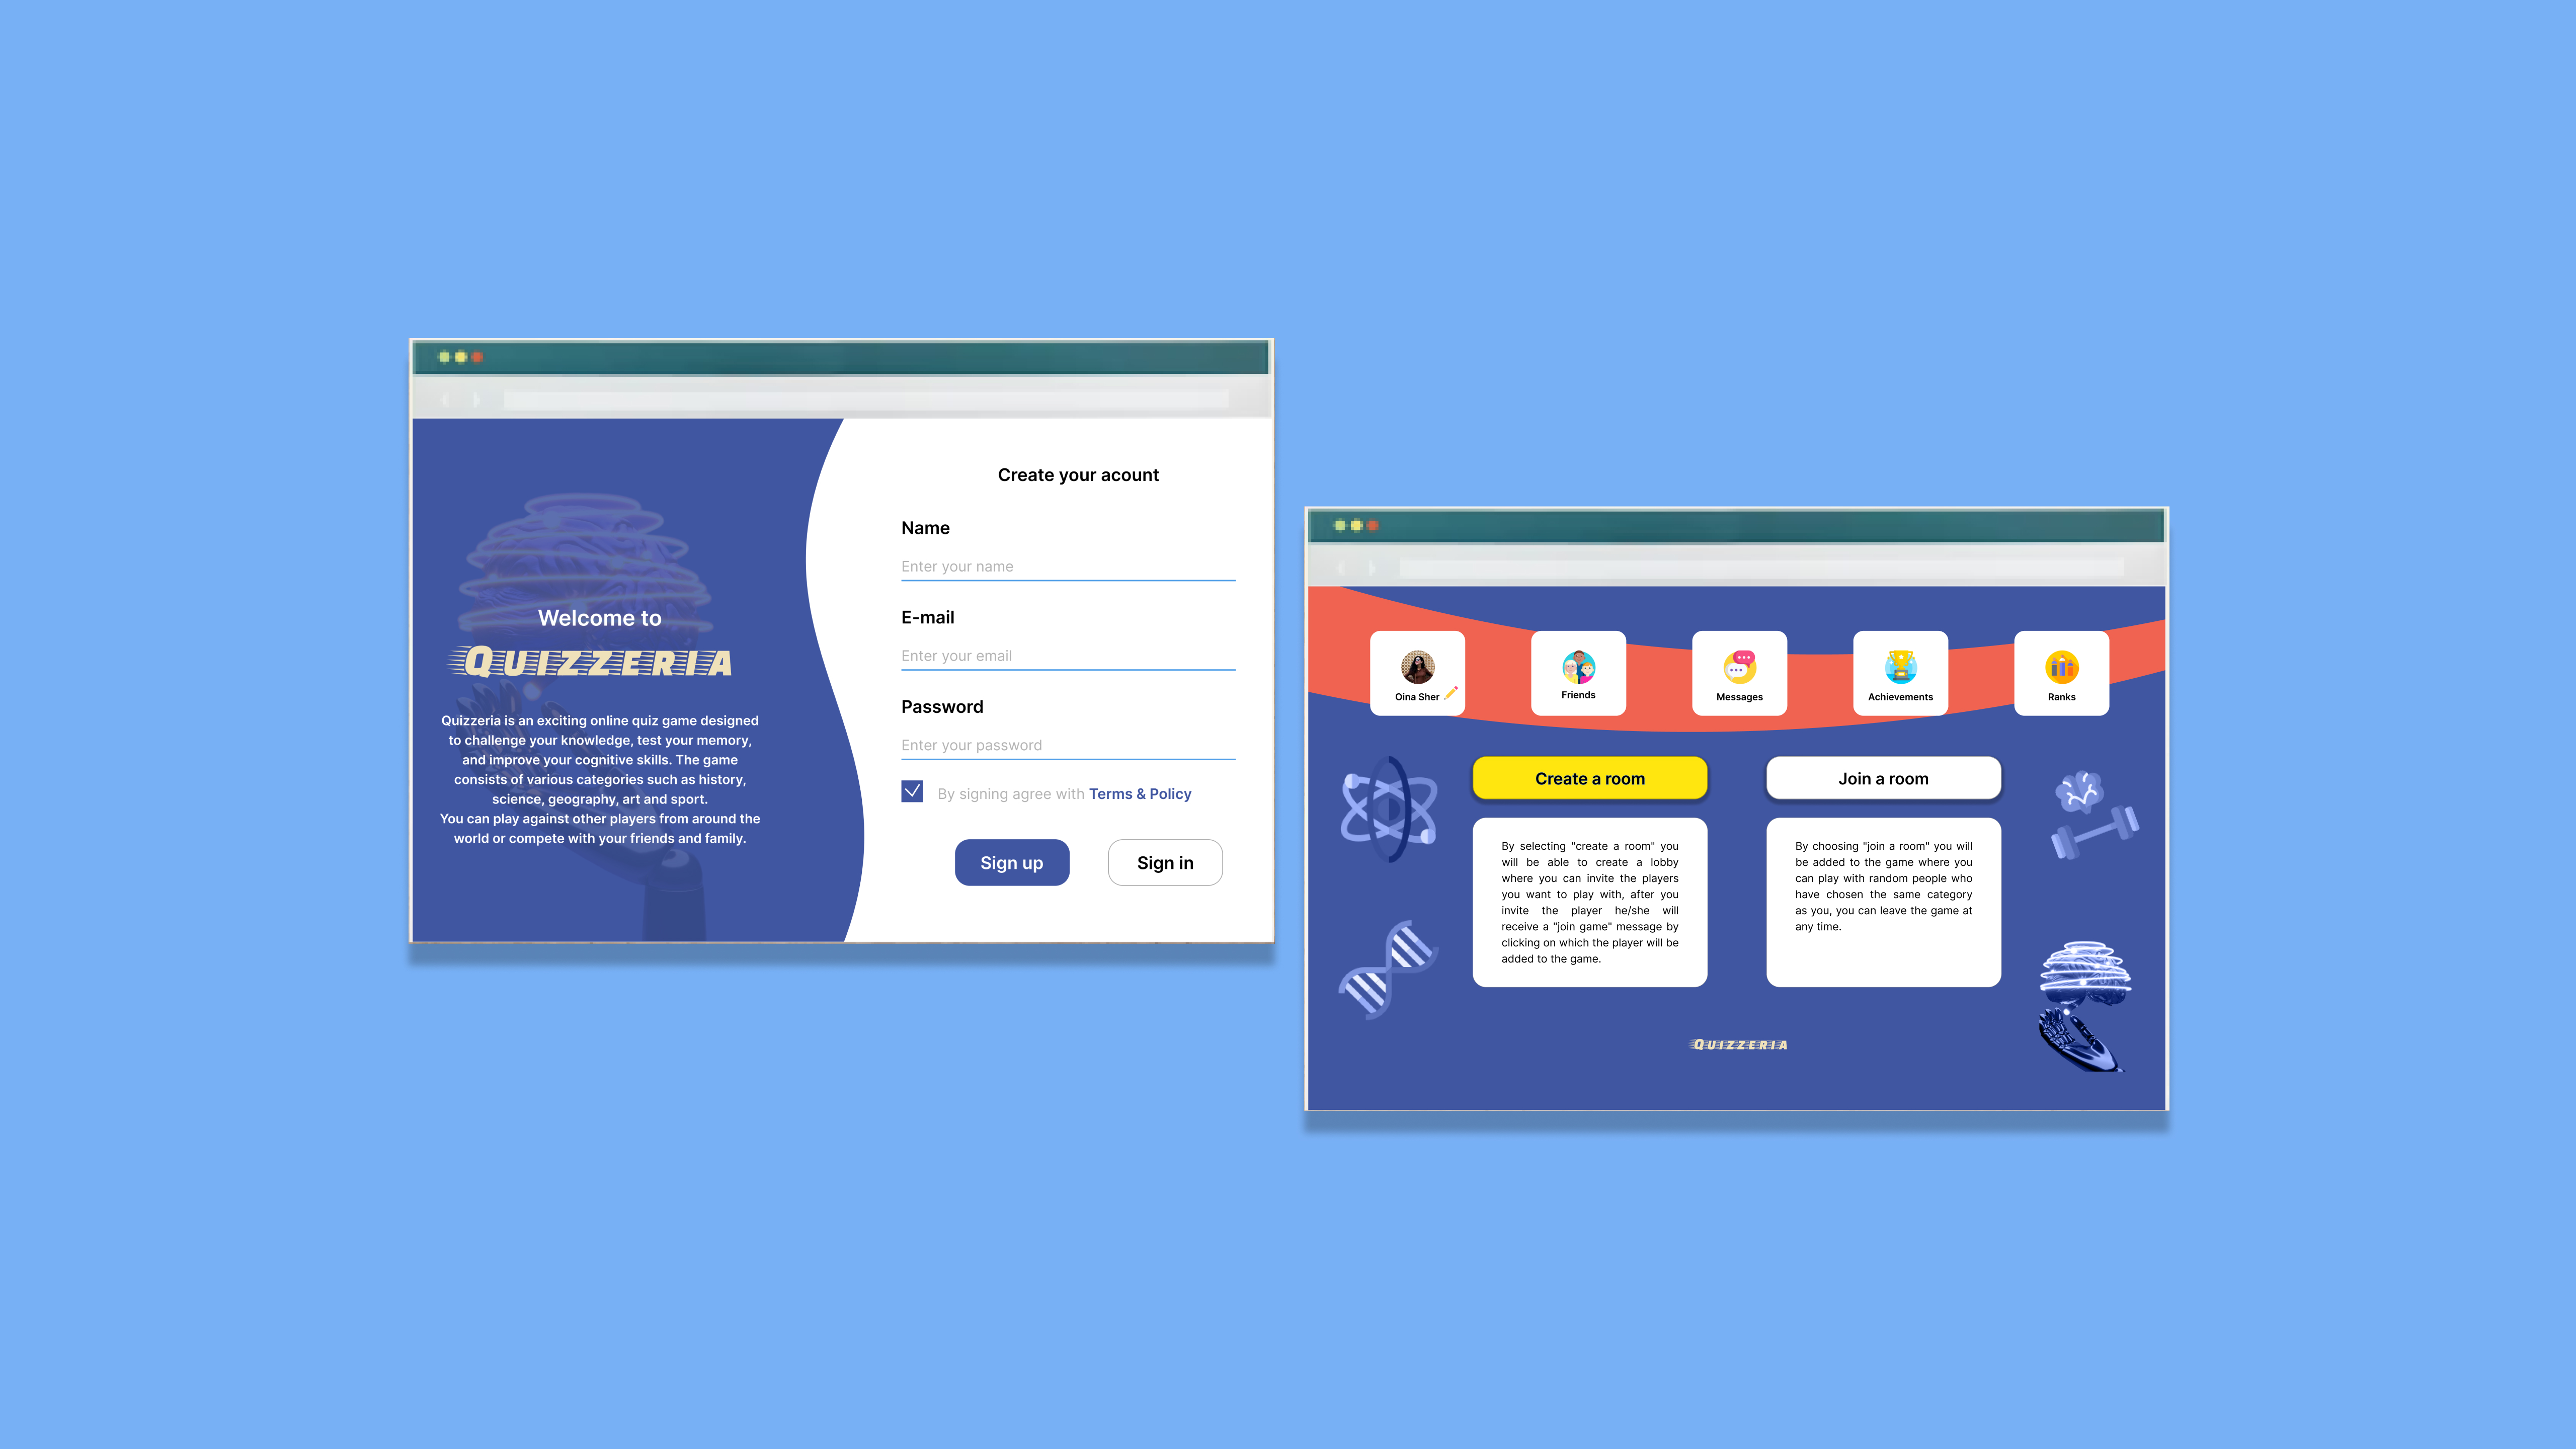 Welcome to
QUIZZERIA
Quizzeria is an exciting online quiz game designed
to challenge your knowledge, test your memory,
and improve your cognitive skills. The game
consists of various categories such as history,
science, geography, art and sport.
You can play against other players from around the
world or compete with your friends and family.
Create your acount
Name
Enter your name
E-mail
Enter your email
Password
Enter your password
By signing agree with Terms & Policy
Sign up
Sign in
Oina Sher
Friends
Messages
Achievements
Ranks
Create a room
By selecting "create a room" you
will be able to create a lobby
where you can invite the players
you want to play with, after you
invite the player he/she will
receive a "join game" message by
clicking on which the player will be
added to the game.
Join a room
By choosing "join a room" you will
be added to the game where you
can play with random people who
have chosen the same category
as you, you can leave the game at
any time.
QUIZZERIA